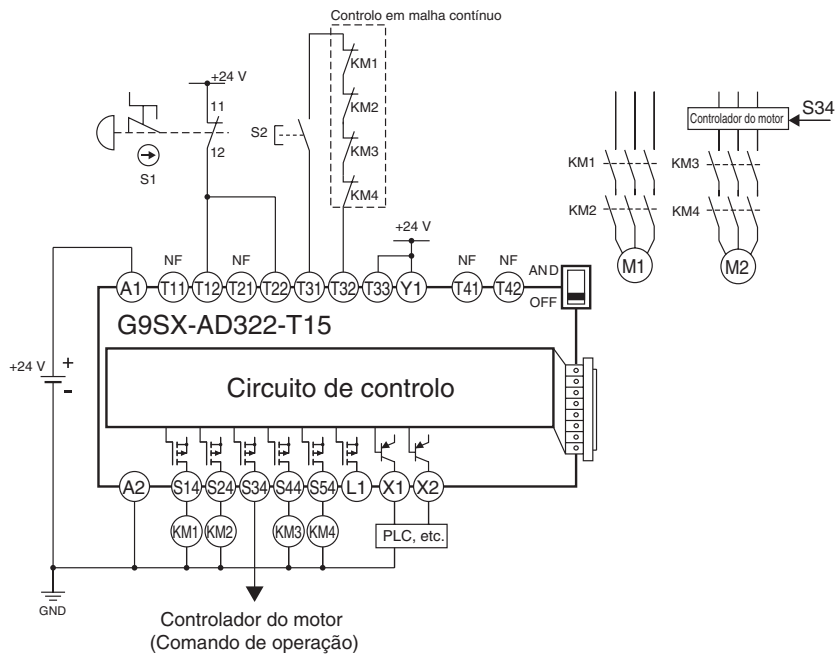 Controlo em malha contínuo
+24 V
11
12
S1
S2
KM1
KM2
KM3
KM4
+24 V
Controlador do motor
S34
KM1
KM3
KM2
KM4
M1
M2
NF
NF
NF
NF
AND
OFF
A1
T11
T12
T21
T22
T31
T32
T33
Y1
T41
T42
G9SX-AD322-T15
+24 V
+
-
Circuito de controlo
A2
S14
S24
S34
S44
S54
L1
X1
X2
KM1
KM2
KM3
KM4
PLC, etc.
GND
Controlador do motor
(Comando de operação)